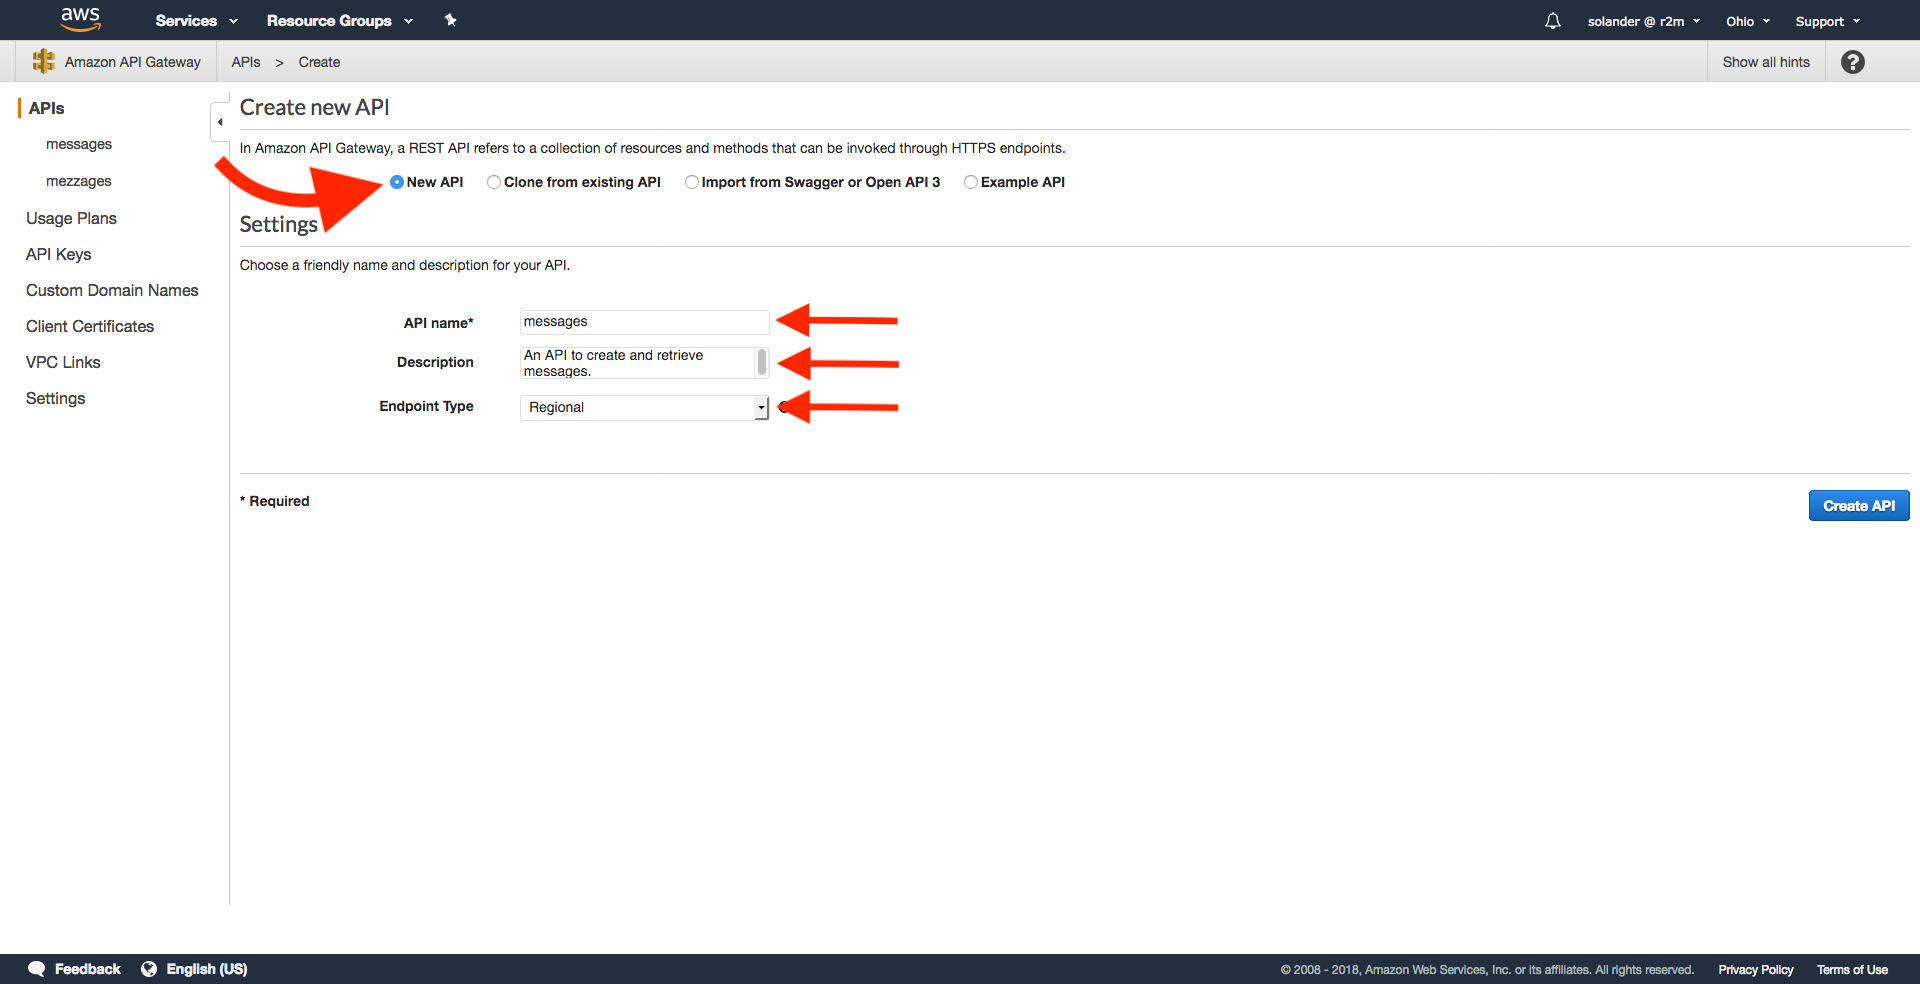 aws Services Resource Groups solander @ r2m Ohio Support
Amazon API Gateway APIs > Create Show all hints ?
APIs
messages
mezzages
Usage Plans
API Keys
Custom Domain Names
Client Certificates
VPC Links
Settings
Create new API
In Amazon API Gateway, a REST API refers to a collection of resources and methods that can be invoked through HTTPS endpoints.
New API Clone from existing API Import from Swagger or Open API 3 Example API
Settings
Choose a friendly name and description for your API.
API name* messages
Description An API to create and retrieve
messages.
Endpoint Type Regional
* Required
Create API
Feedback English (US) © 2008 - 2018, Amazon Web Services, Inc. or its affiliates. All rights reserved. Privacy Policy Terms of Use